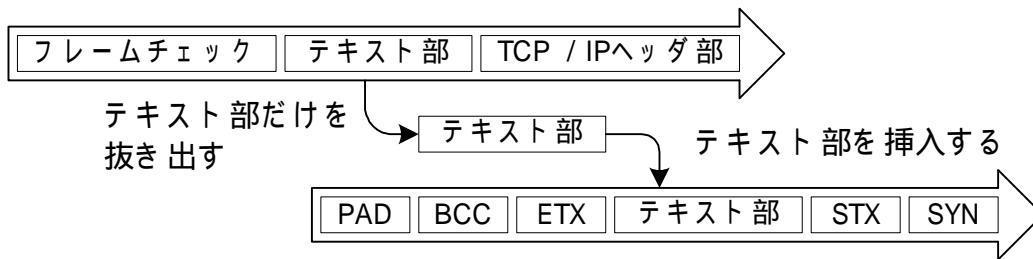 フレームチェック テキスト部 TCP / IPヘッダ部
テキスト部だけを
抜き出す
テキスト部
テキスト部を挿入する
PAD BCC ETX テキスト部 STX SYN